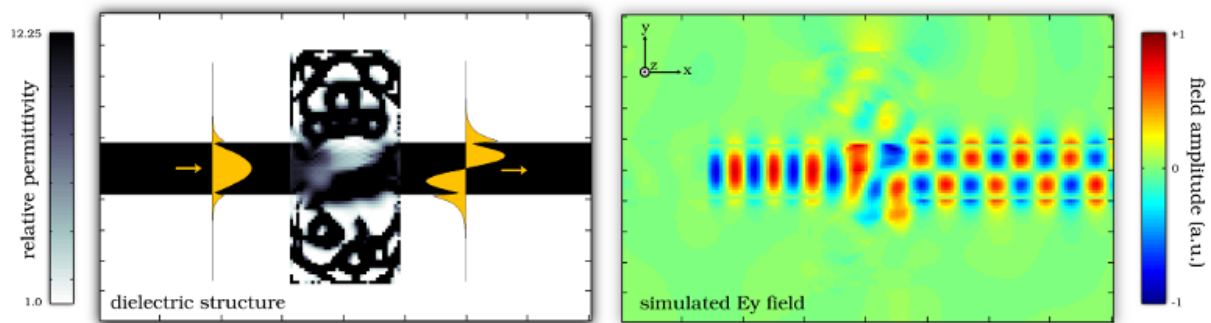 12.25
relative permittivity
1.0
dielectric structure
y
z
x
simulated Ey field
+1
0
-1
field amplitude (a.u.)